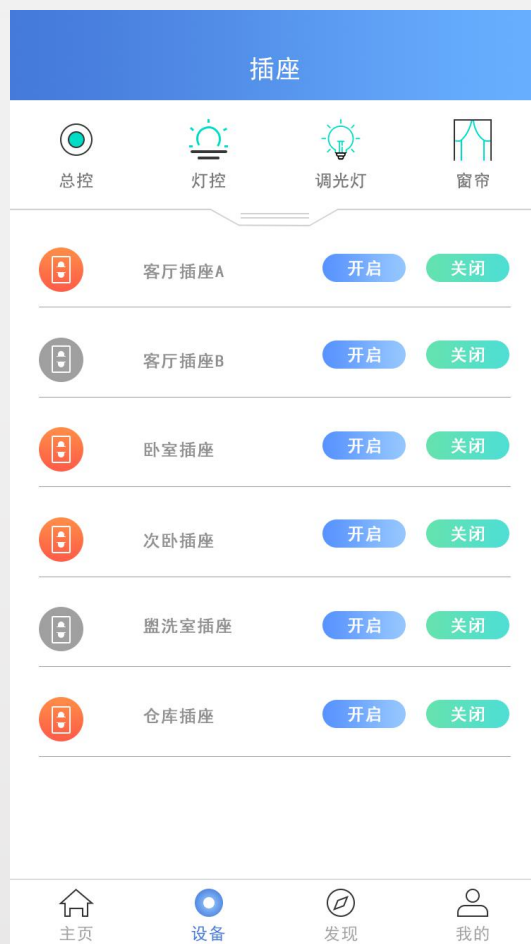 插座
总控 灯控 调光灯 窗帘
客厅插座A 开启 关闭
客厅插座B 开启 关闭
卧室插座 开启 关闭
次卧插座 开启 关闭
盥洗室插座 开启 关闭
仓库插座 开启 关闭
主页 设备 发现 我的